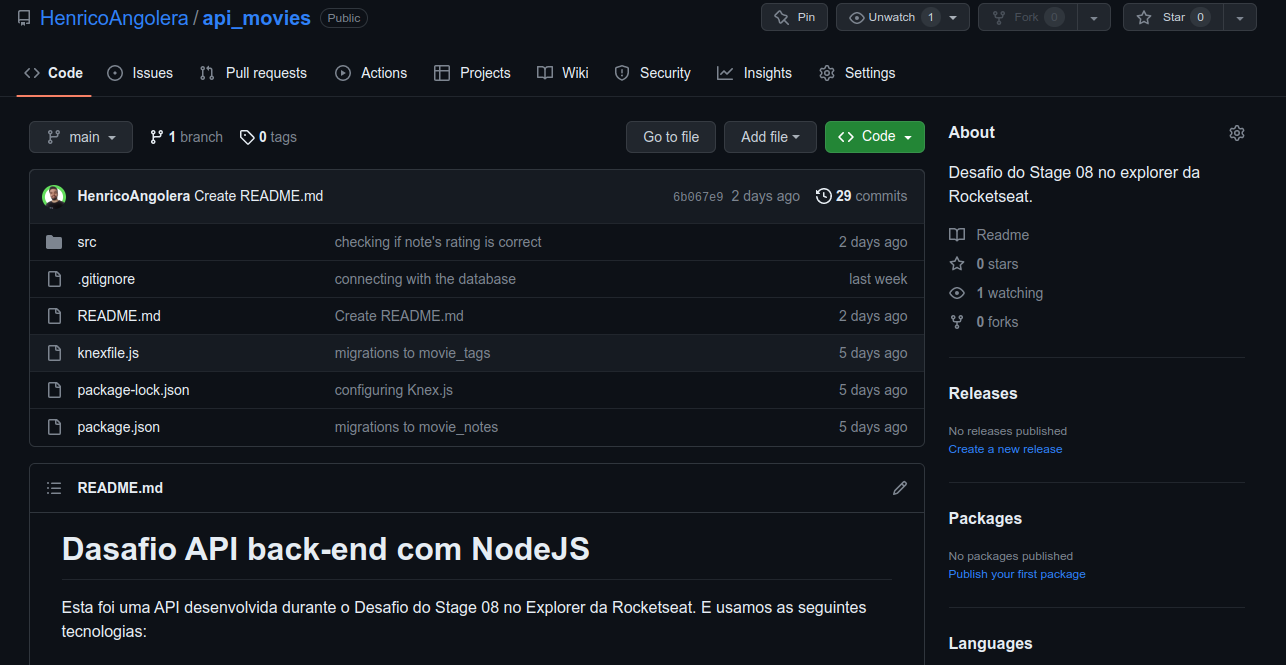 HenricoAngolera / api_movies Public
Pin Unwatch 1 Fork 0 Star 0
Code Issues Pull requests Actions Projects Wiki Security Insights Settings
main 1 branch 0 tags Go to file Add file Code
HenricoAngolera Create README.md 6b067e9 2 days ago 29 commits
src checking if note's rating is correct 2 days ago
.gitignore connecting with the database last week
README.md Create README.md 2 days ago
knexfile.js migrations to movie_tags 5 days ago
package-lock.json configuring Knex.js 5 days ago
package.json migrations to movie_notes 5 days ago
README.md
Dasafio API back-end com NodeJS
Esta foi uma API desenvolvida durante o Desafio do Stage 08 no Explorer da Rocketseat. E usamos as seguintes
tecnologias:
About
Desafio do Stage 08 no explorer da
Rocketseat.
Readme
0 stars
1 watching
0 forks
Releases
No releases published
Create a new release
Packages
No packages published
Publish your first package
Languages